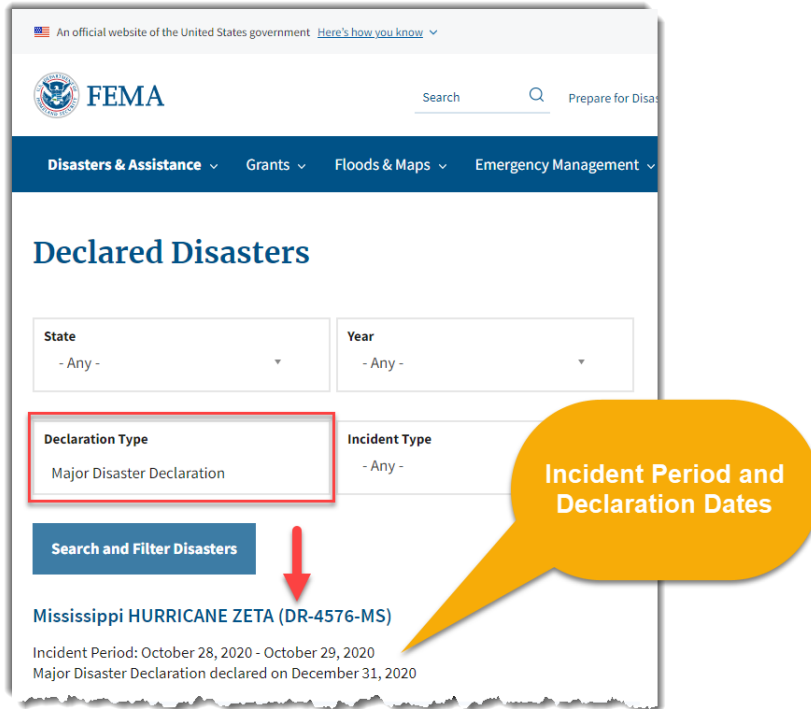 An official website of the United States government Here's how you know
FEMA
Search
Prepare for Disas
Disasters & Assistance Grants Floods & Maps Emergency Management
Declared Disasters
State
- Any -
Year
- Any -
Declaration Type
Major Disaster Declaration
Incident Type
- Any -
Incident Period and
Declaration Dates
Search and Filter Disasters
Mississippi HURRICANE ZETA (DR-4576-MS)
Incident Period: October 28, 2020 - October 29, 2020
Major Disaster Declaration declared on December 31, 2020